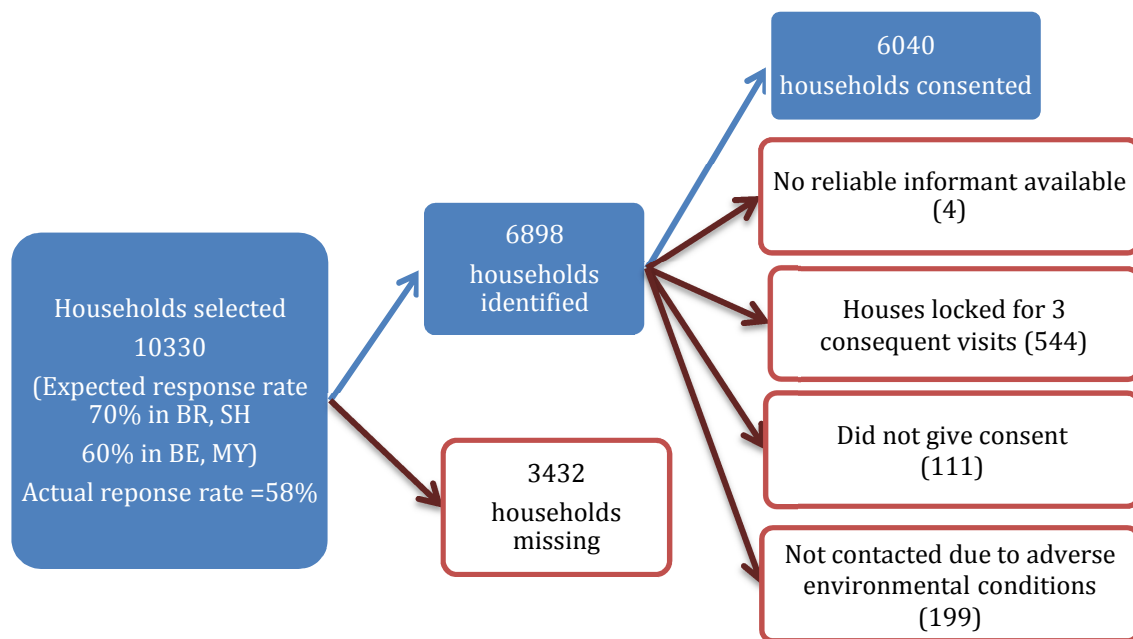 Households selected
10330
(Expected response rate
70% in BR, SH
60% in BE, MY)
Actual reponse rate =58%
6898
households
identified
3432
households
missing
6040
households consented
No reliable informant available
(4)
Houses locked for 3
consequent visits (544)
Did not give consent
(111)
Not contacted due to adverse
environmental conditions
(199)